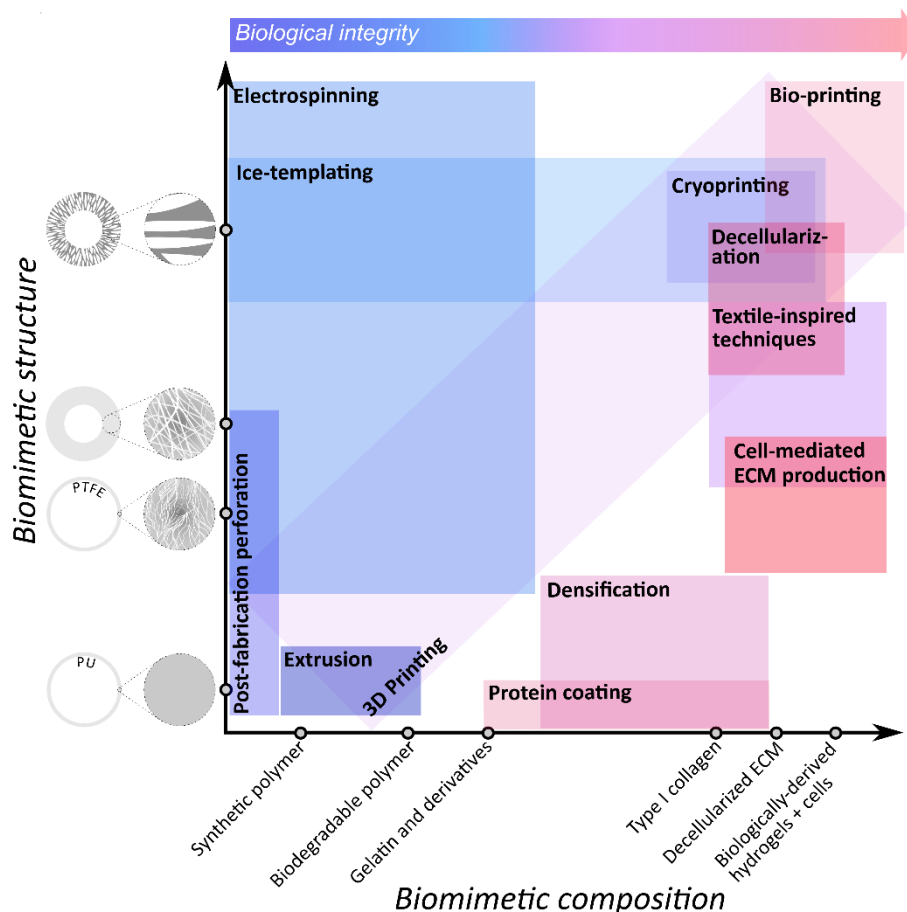 Biological integrity
Electrospinning
Bio-printing
Ice-templating
Cryoprinting
Decellulariz-
ation
Textile-inspired
techniques
Cell-mediated
ECM production
Biomimetic structure
PTFE
PU
Post-fabrication perforation
Densification
Extrusion
3D Printing
Protein coating
Synthetic polymer
Biodegradable polymer
Gelatin and derivatives
Type I collagen
Decellularized ECM
Biologically-derived
hydrogels + cells
Biomimetic composition